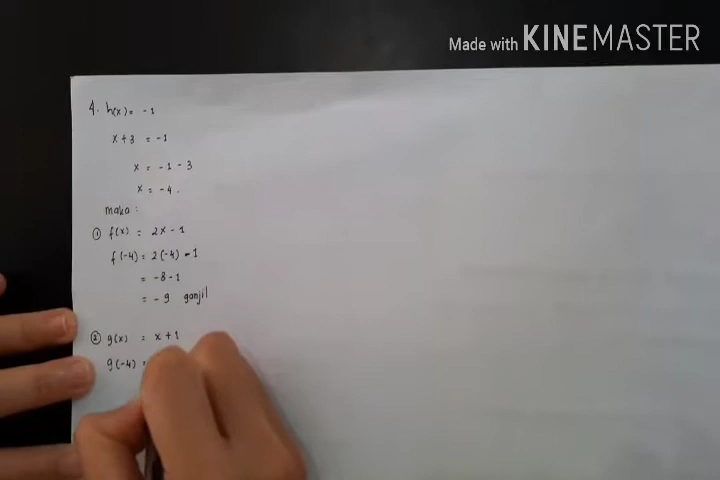 Made with KINEMASTER
4. h(x) = -1
x + 3 = -1
x = -1 - 3
x = -4.
maka :
① f(x) = 2x - 1
f(-4) = 2(-4) - 1
= -8 - 1
= - 9 ganjil
② g(x) = x + 1
g(-4) =